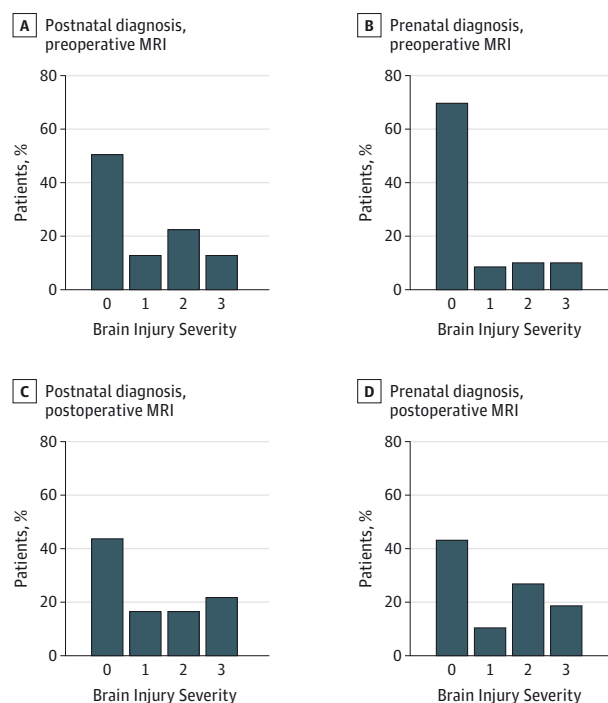 A Postnatal diagnosis,
preoperative MRI
80
60
40
20
0
Patients, %
0 1 2 3
Brain Injury Severity
B Prenatal diagnosis,
preoperative MRI
80
60
40
20
0
Patients, %
0 1 2 3
Brain Injury Severity
C Postnatal diagnosis,
postoperative MRI
80
60
40
20
0
Patients, %
0 1 2 3
Brain Injury Severity
D Prenatal diagnosis,
postoperative MRI
80
60
40
20
0
Patients, %
0 1 2 3
Brain Injury Severity